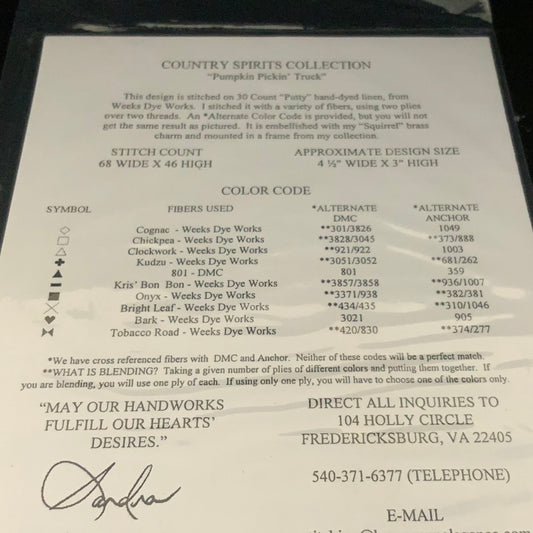 COUNTRY SPIRITS COLLECTION
"Pumpkin Pickin' Truck"
This design is stitched on 30 Count "Putty" hand-dyed linen, from
Weeks Dye Works. I stitched it with a variety of fibers, using two plies
over two threads. An *Alternate Color Code is provided, but you will not
get the same result as pictured. It is embellished with my "Squirrel" brass
charm and mounted in a frame from my collection.
STITCH COUNT APPROXIMATE DESIGN SIZE
68 WIDE X 46 HIGH 4 ½" WIDE X 3" HIGH
COLOR CODE
SYMBOL FIBERS USED *ALTERNATE *ALTERNATE
DMC ANCHOR
Cognac - Weeks Dye Works **301/3826 1049
Chickpea - Weeks Dye Works **3828/3045 **373/888
Clockwork - Weeks Dye Works **921/922 1003
Kudzu - Weeks Dye Works **3051/3052 **681/262
801 - DMC 801 359
Kris' Bon Bon - Weeks Dye Works **3857/3858 **936/1007
Onyx - Weeks Dye Works **3371/938 **382/381
Bright Leaf - Weeks Dye Works **434/435 **310/1046
Bark - Weeks Dye Works 3021 905
Tobacco Road - Weeks Dye Works **420/830 **374/277
*We have cross referenced fibers with DMC and Anchor. Neither of these codes will be a perfect match.
**WHAT IS BLENDING? Taking a given number of plies of different colors and putting them together. If
you are blending, you will use one ply of each. If using only one ply, you will have to choose one of the colors only.
"MAY OUR HANDWORKS
FULFILL OUR HEARTS'
DESIRES."
Sandra
DIRECT ALL INQUIRIES TO
104 HOLLY CIRCLE
FREDERICKSBURG, VA 22405
540-371-6377 (TELEPHONE)
E-MAIL